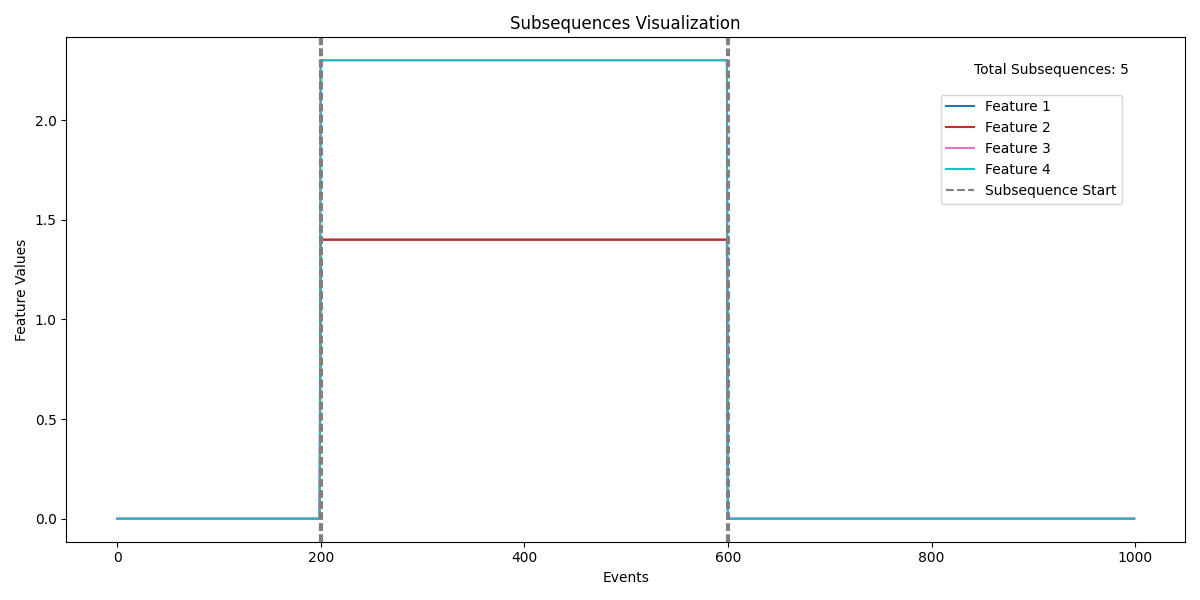 Subsequences Visualization
Total Subsequences: 5
Feature 1
Feature 2
Feature 3
Feature 4
Subsequence Start
Feature Values
2.0
1.5
1.0
0.5
0.0
0 200 400 600 800 1000
Events